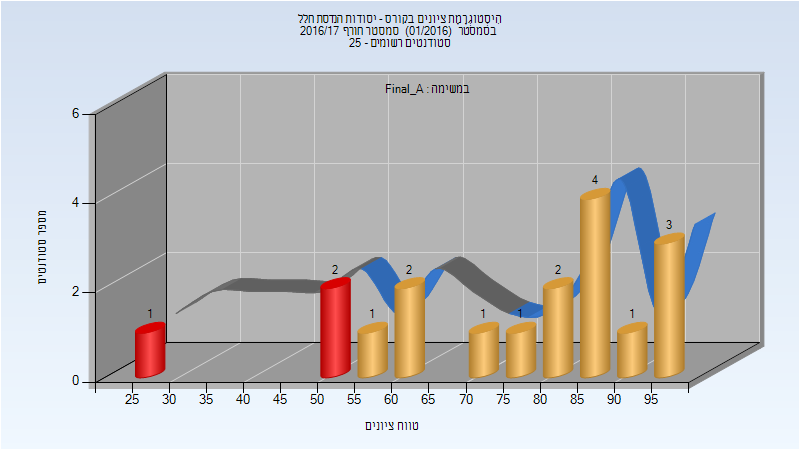 היסטוגרמת ציונים בקורס - יסודות הנדסת חלל
בסמסטר (01/2016) סמסטר חורף 2016/17
סטודנטים רשומים - 25
במשימה : Final_A
מספר סטודנטים
6
4
2
0
1
2
1
2
1
1
2
4
1
3
25 30 35 40 45 50 55 60 65 70 75 80 85 90 95
טווח ציונים